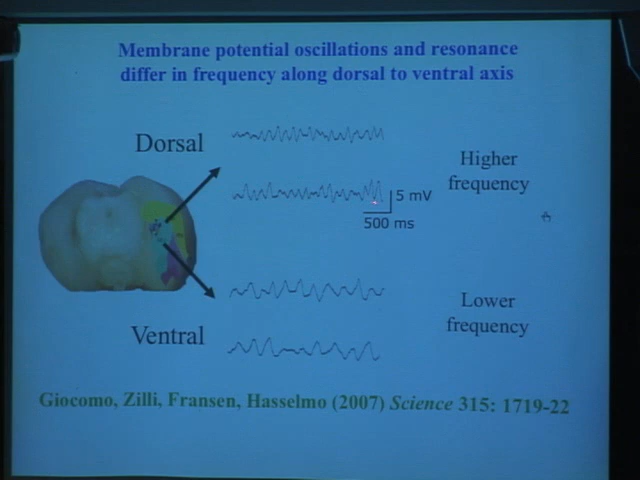 Membrane potential oscillations and resonance
differ in frequency along dorsal to ventral axis
Dorsal
Higher
frequency
5 mV
500 ms
Lower
frequency
Ventral
Giocomo, Zilli, Fransen, Hasselmo (2007) Science 315: 1719-22